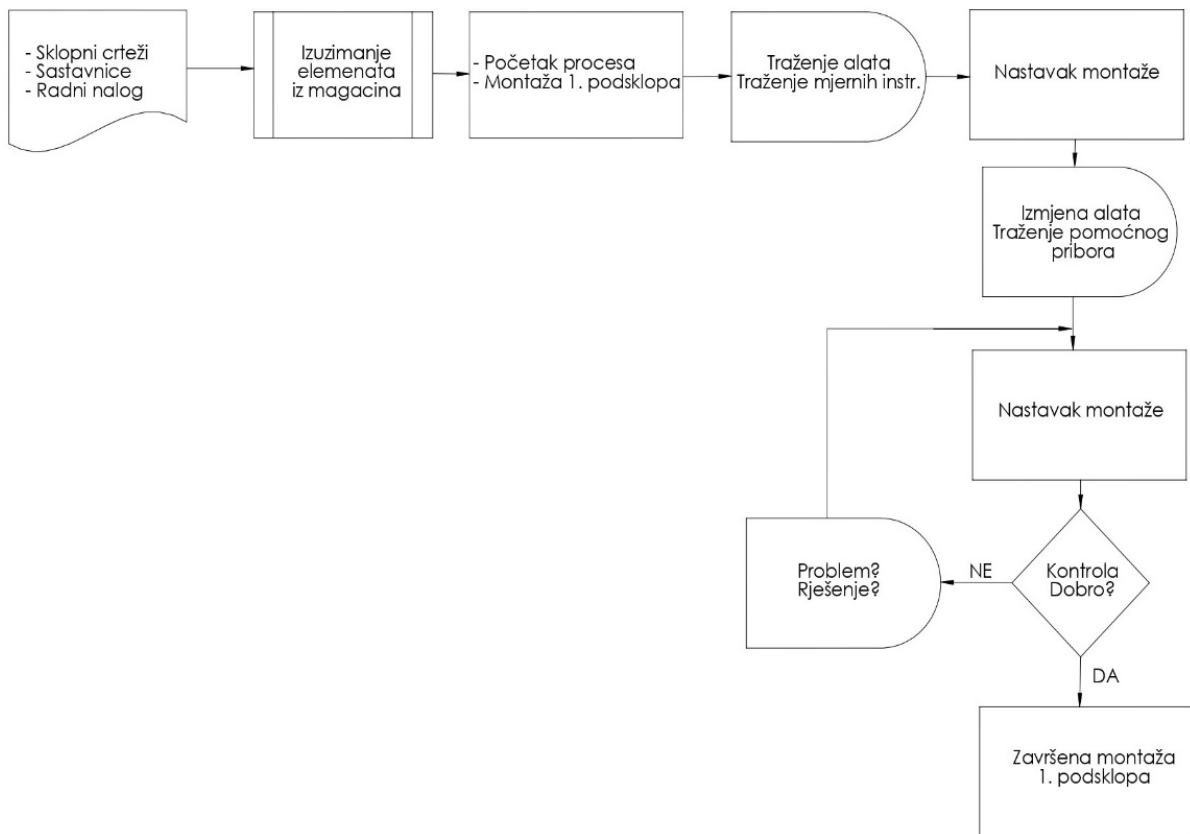 - Sklopni crteži
- Sastavnice
- Radni nalog
Izuzimanje
elemenata
iz magacina
- Početak procesa
- Montaža 1. podsklopa
Traženje alata
Traženje mjernih instr.
Nastavak montaže
Izmjena alata
Traženje pomoćnog
pribora
Nastavak montaže
Kontrola
Dobro?
NE
Problem?
Rješenje?
DA
Završena montaža
1. podsklopa